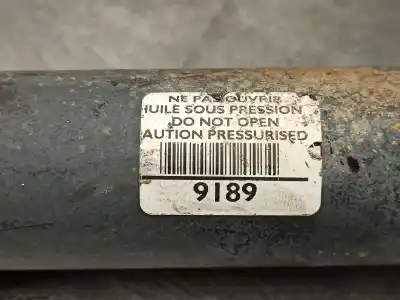 NE PAS OUVRIR
HUILE SOUS PRESSION
DO NOT OPEN
AUTION PRESSURISED
9189